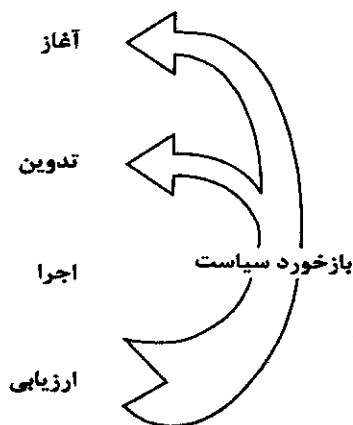 آغاز
تدوین
بازخورد سیاست
اجرا
ارزیابی